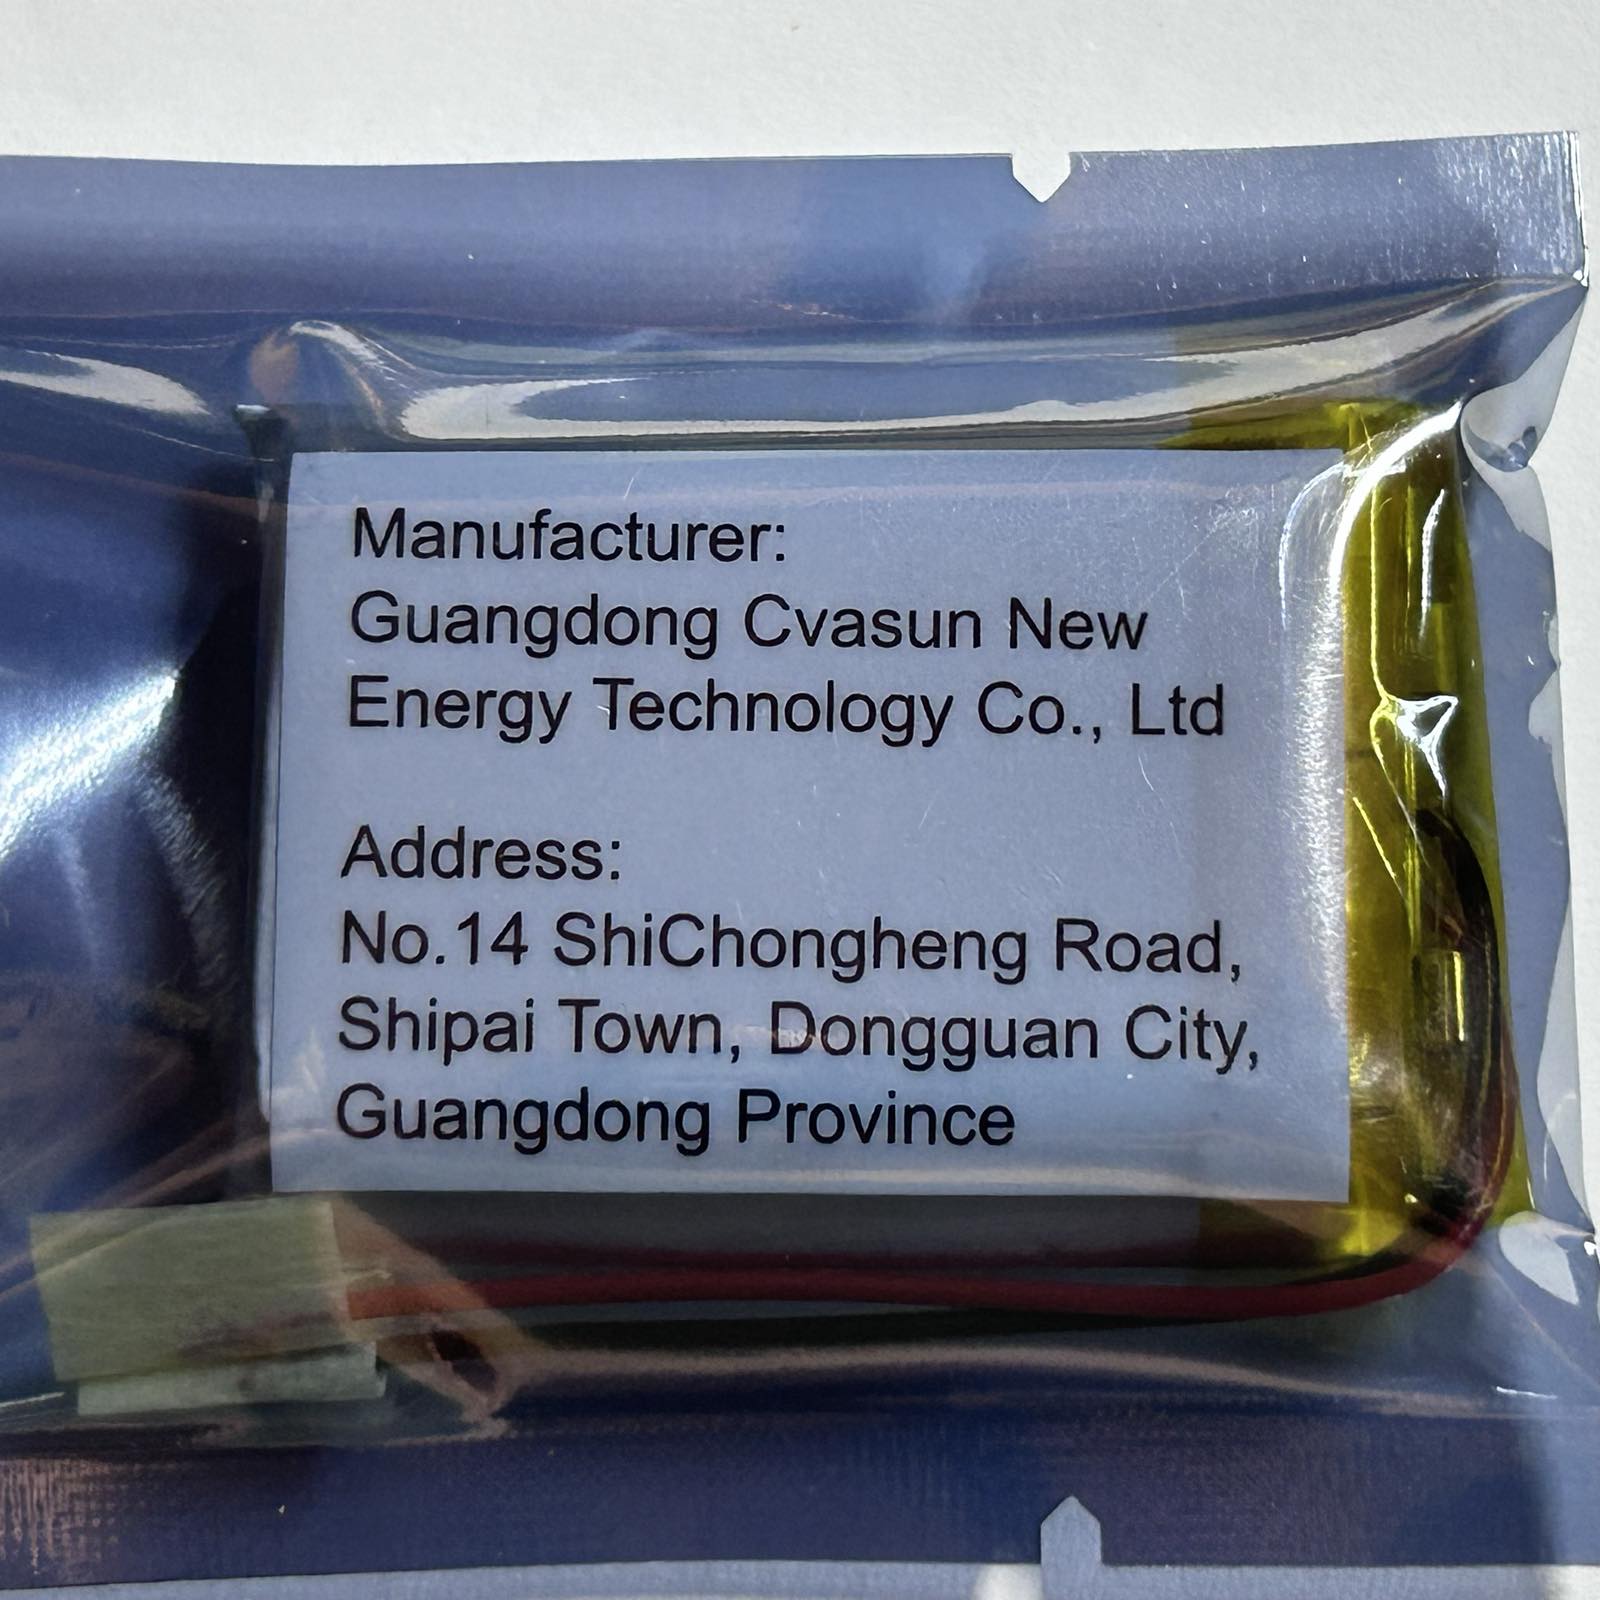 Manufacturer:
Guangdong Cvasun New
Energy Technology Co., Ltd
Address:
No.14 ShiChongheng Road,
Shipai Town, Dongguan City,
Guangdong Province